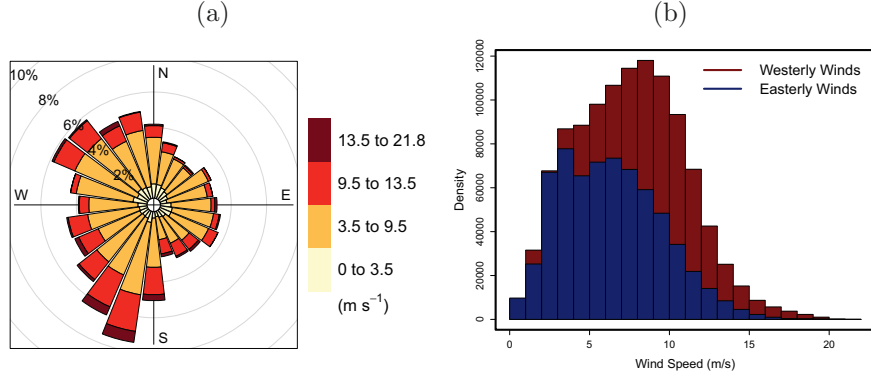 (a)
(b)
10%
8%
6%
4%
2%
N
W
E
S
13.5 to 21.8
9.5 to 13.5
3.5 to 9.5
0 to 3.5
(m s⁻¹)
Westerly Winds
Easterly Winds
Density
120000
100000
80000
60000
40000
20000
0
0 5 10 15 20
Wind Speed (m/s)